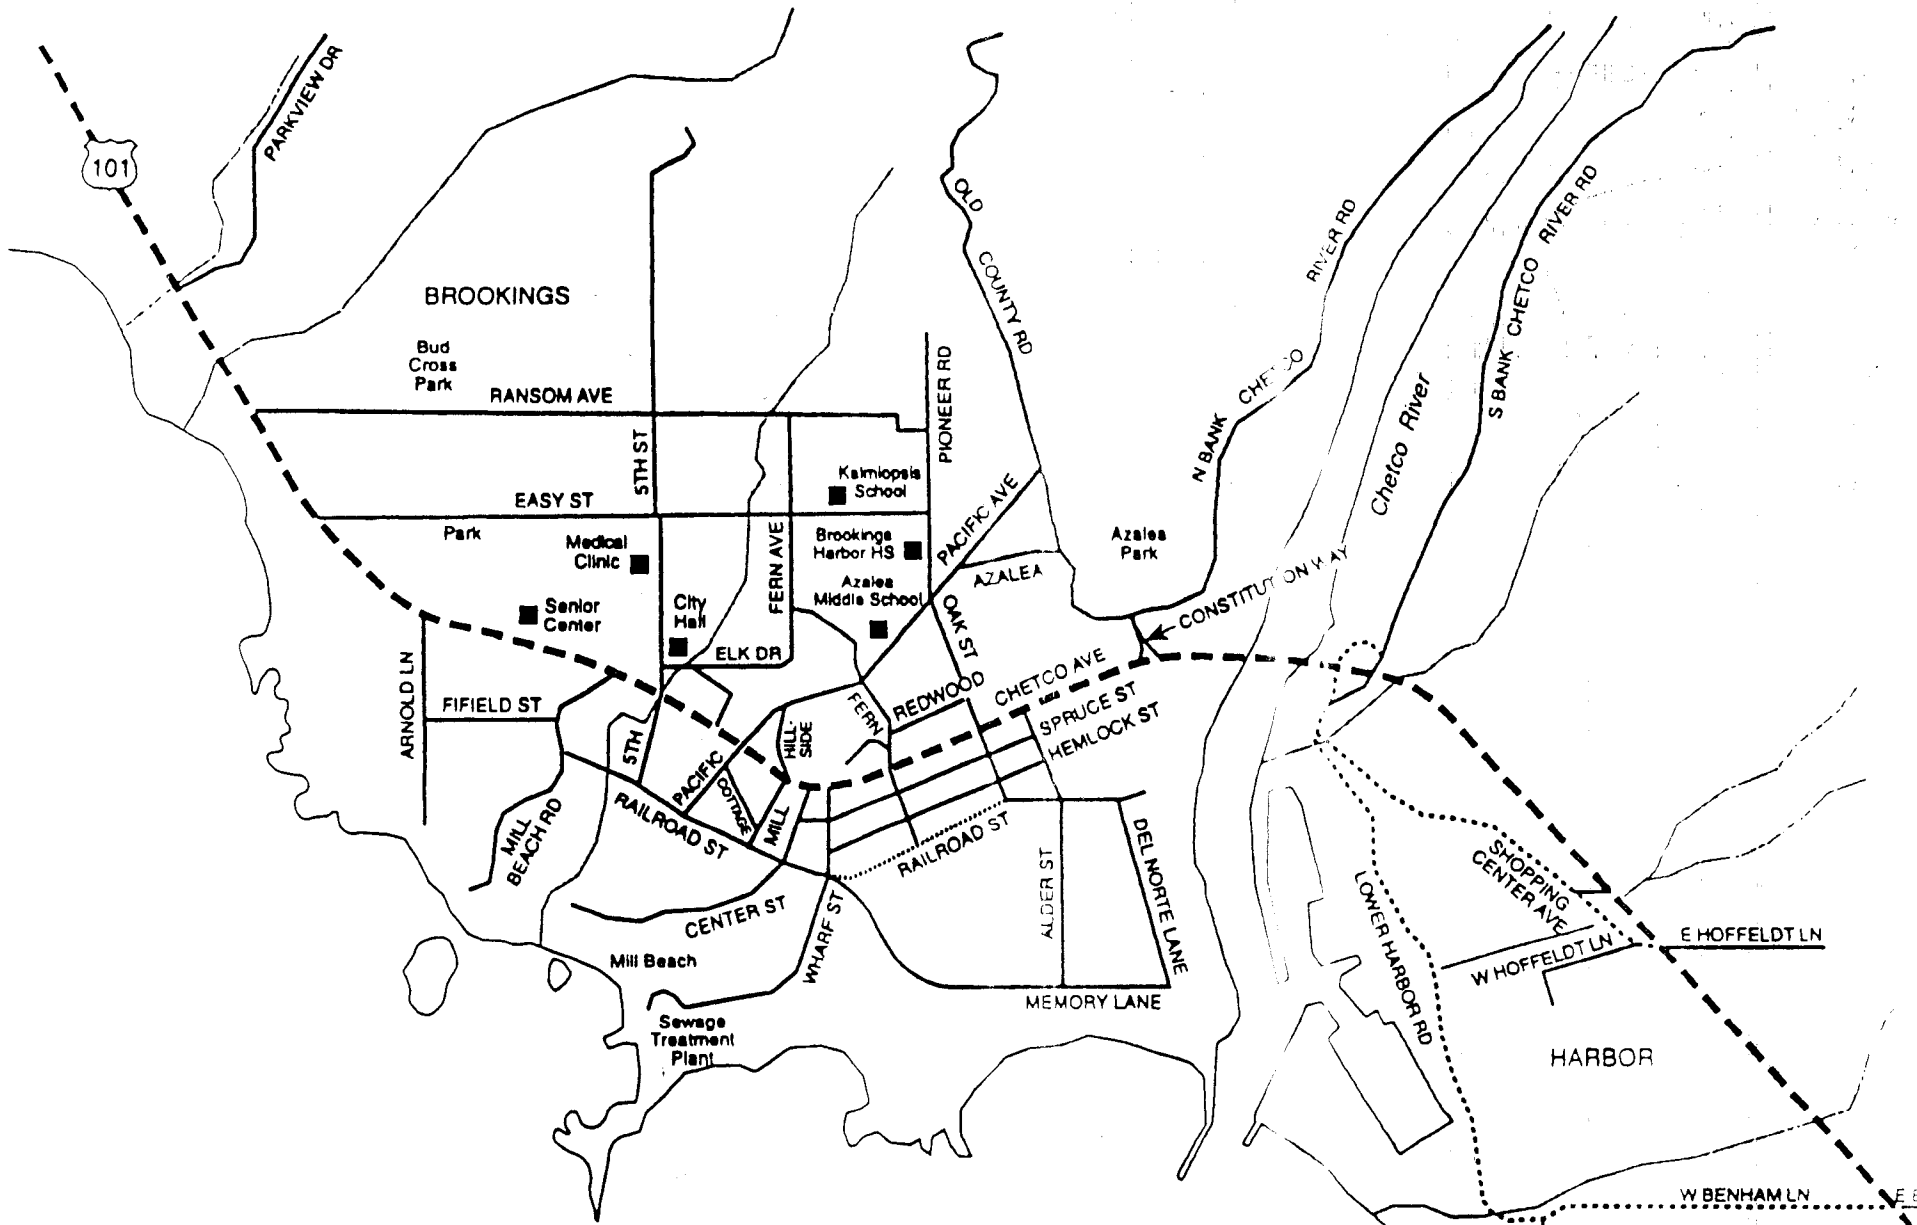 PARKVIEW DR
101
OLD
COUNTY RD
RIVER RD
CHETCO
N BANK
S BANK CHETCO RIVER RD
Chetco River
BROOKINGS
Bud
Cross
Park
RANSOM AVE
PIONEER RD
5TH ST
Kalmiopsis
School
EASY ST
Park
Medical
Clinic
FERN AVE
Brookings
Harbor HS
PACIFIC AVE
Azalea
Park
AZALEA
Azalea
Middle School
CONSTITUTION WAY
Senior
Center
City
Hall
OAK ST
ELK DR
ARNOLD LN
FIFIELD ST
REDWOOD
CHETCO AVE
FERN
SPRUCE ST
HEMLOCK ST
HILL-
SIDE
5TH
PACIFIC
COTTAGE
MILL
RAILROAD ST
MILL
BEACH RD
RAILROAD ST
ALDER ST
DEL NORTE LANE
SHOPPING
CENTER AVE
LOWER HARBOR RD
CENTER ST
WHARF ST
E HOFFELDT LN
W HOFFELDT LN
Mill Beach
MEMORY LANE
Sewage
Treatment
Plant
HARBOR
W BENHAM LN